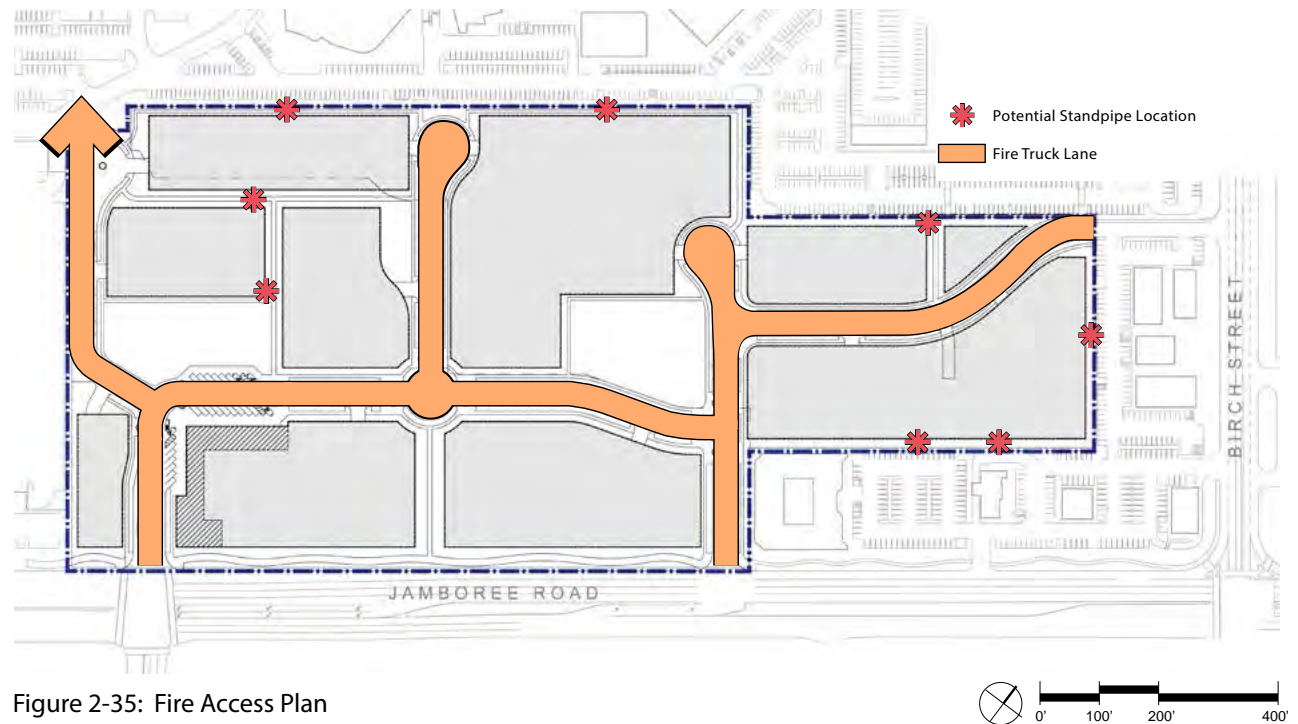 Potential Standpipe Location
Fire Truck Lane
BIRCH STREET
JAMBOREE ROAD
Figure 2-35: Fire Access Plan
0' 100' 200' 400'